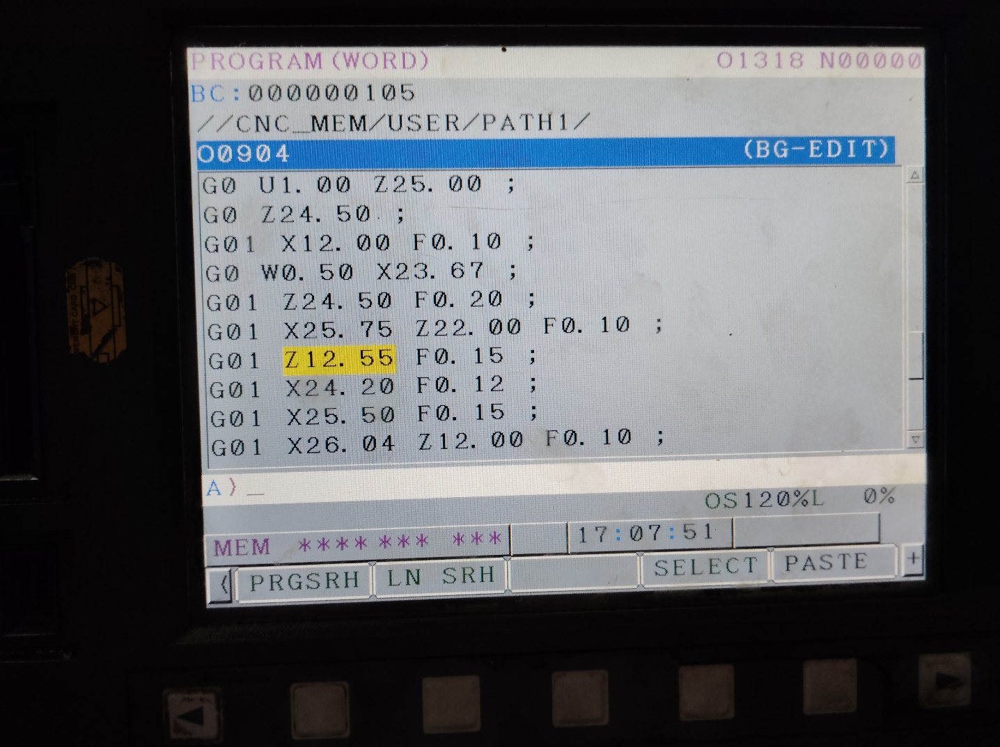 PROGRAM(WORD) O1318 N00000
BC:000000105
//CNC_MEM/USER/PATH1/
O0904 (BG-EDIT)
G0 U1.00 Z25.00 ;
G0 Z24.50 ;
G01 X12.00 F0.10 ;
G0 W0.50 X23.67 ;
G01 Z24.50 F0.20 ;
G01 X25.75 Z22.00 F0.10 ;
G01 Z12.55 F0.15 ;
G01 X24.20 F0.12 ;
G01 X25.50 F0.15 ;
G01 X26.04 Z12.00 F0.10 ;
A)_
OS120%L 0%
MEM **** *** *** 17:07:51
( PRGSRH LN SRH SELECT PASTE +